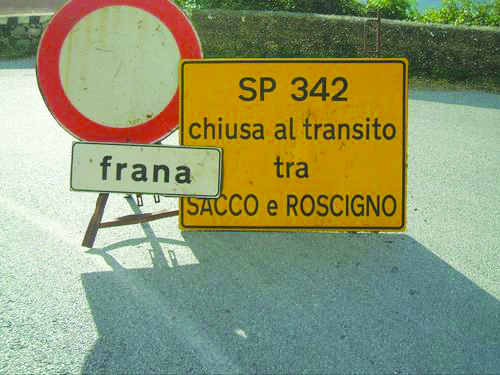 SP 342
chiusa al transito
tra
SACCO e ROSCIGNO
frana